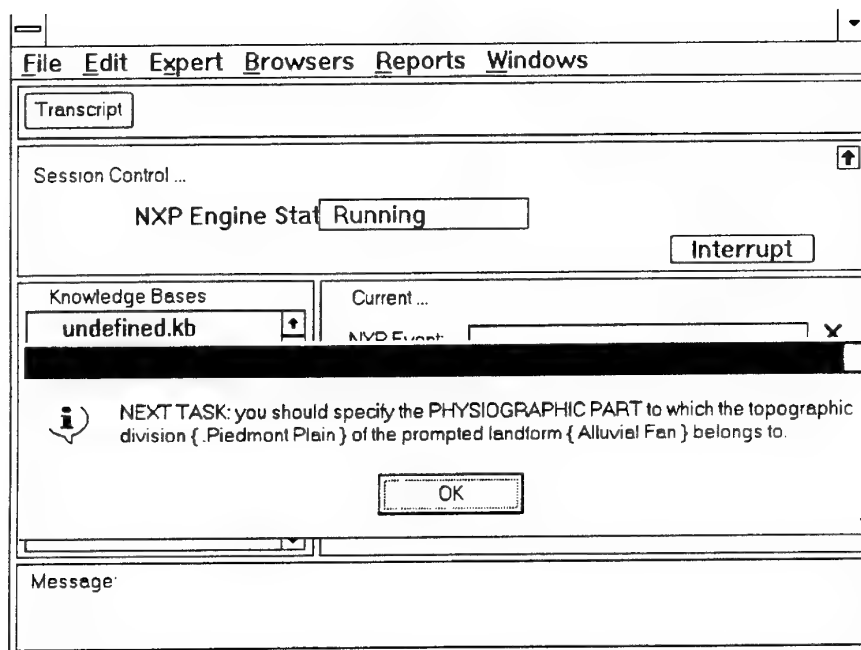 File Edit Expert Browsers Reports Windows
Transcript
Session Control ...
NXP Engine Stat Running
Interrupt
Knowledge Bases
Current ...
undefined.kb
NXP Event:
NEXT TASK: you should specify the PHYSIOGRAPHIC PART to which the topographic
division { .Piedmont Plain } of the prompted landform { Alluvial Fan } belongs to.
OK
Message: